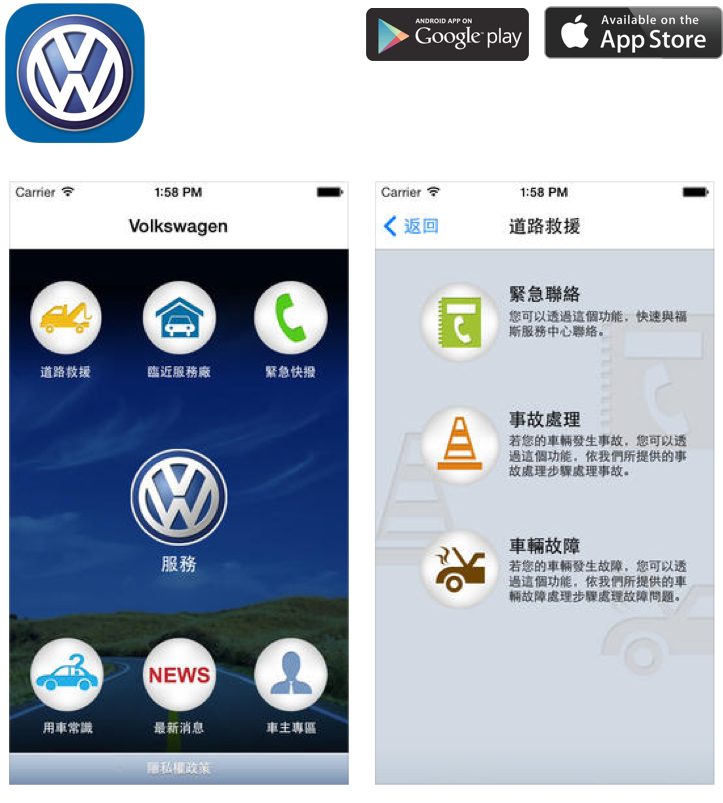 ANDROID APP ON
Google play
Available on the
App Store
Carrier 1:58 PM
Volkswagen
道路救援
臨近服務廠
緊急快撥
服務
用車常識
NEWS
最新消息
車主專區
隱私權政策
Carrier 1:58 PM
返回 道路救援
緊急聯絡
您可以透過這個功能,快速與福
斯服務中心聯絡。
事故處理
若您的車輛發生事故,您可以透
過這個功能,依我們所提供的事
故處理步驟處理事故。
車輛故障
若您的車輛發生故障,您可以透
過這個功能,依我們所提供的車
輛故障處理步驟處理故障問題。